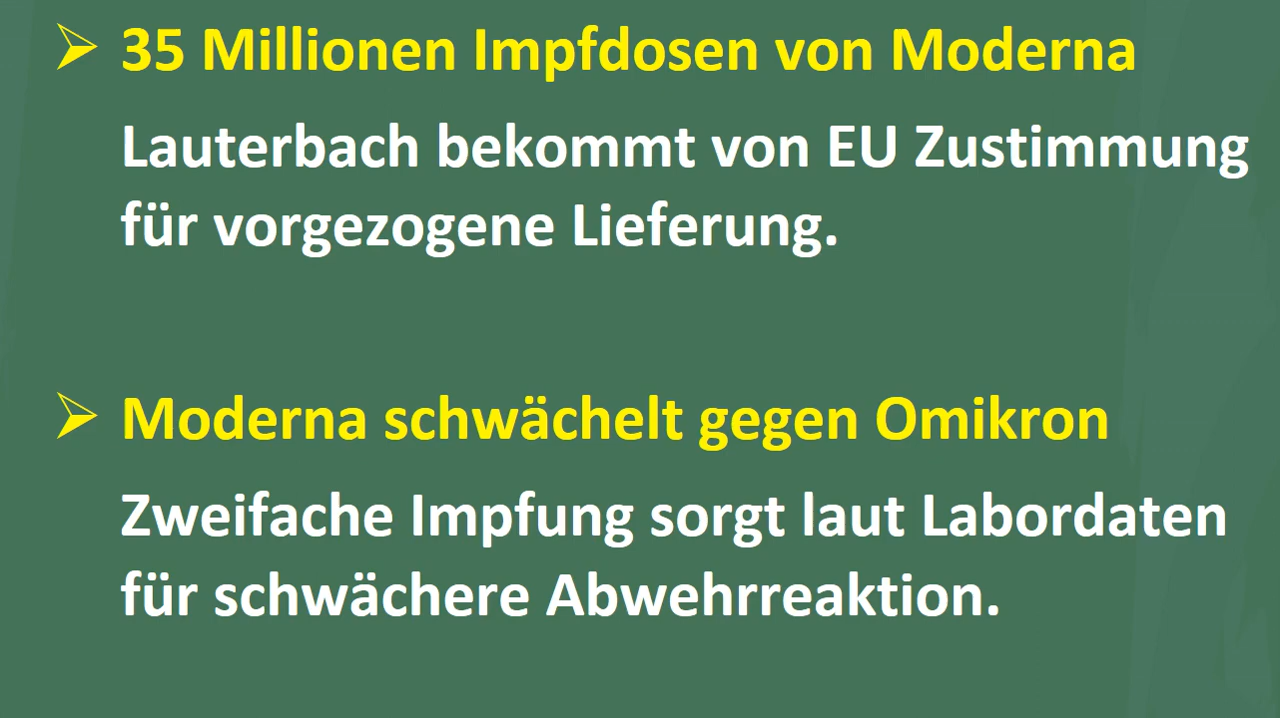 35 Millionen Impfdosen von Moderna
Lauterbach bekommt von EU Zustimmung
für vorgezogene Lieferung.
Moderna schwächelt gegen Omikron
Zweifache Impfung sorgt laut Labordaten
für schwächere Abwehrreaktion.